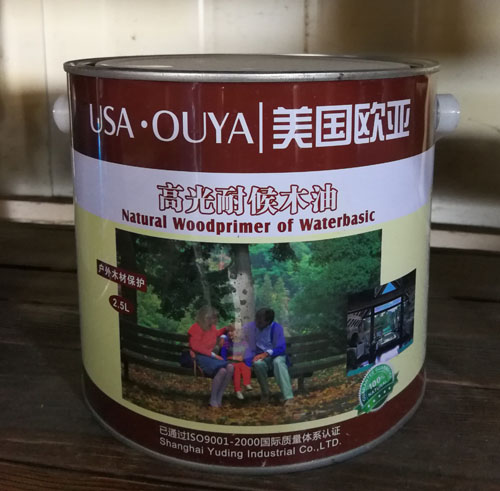 USA·OUYA|美国欧亚
高光耐候木油
Natural Woodprimer of Waterbasic
户外木材保护
2.5L
100%
已通过ISO9001-2000国际质量体系认证
Shanghai Yuding Industrial Co.,LTD.